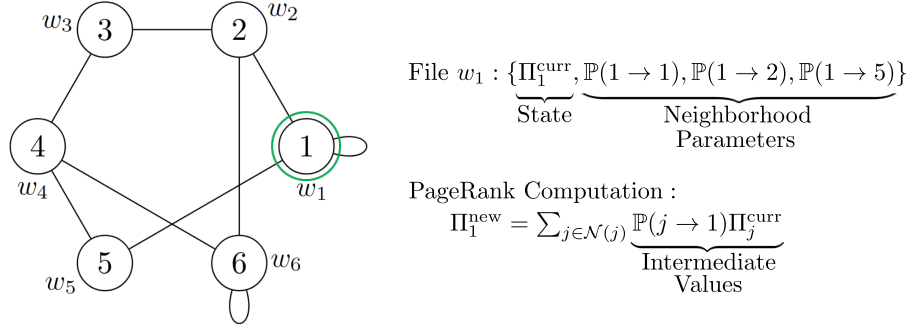 w₃ 3 2 w₂
4 1
w₄ w₁
w₅ 5 6 w₆
File w₁ : {Π₁ᶜᵘʳʳ, ℙ(1 → 1), ℙ(1 → 2), ℙ(1 → 5)}
State Neighborhood
Parameters
PageRank Computation :
Π₁ⁿᵉʷ = ∑_{j∈𝒩(j)} ℙ(j → 1)Πⱼᶜᵘʳʳ
Intermediate
Values